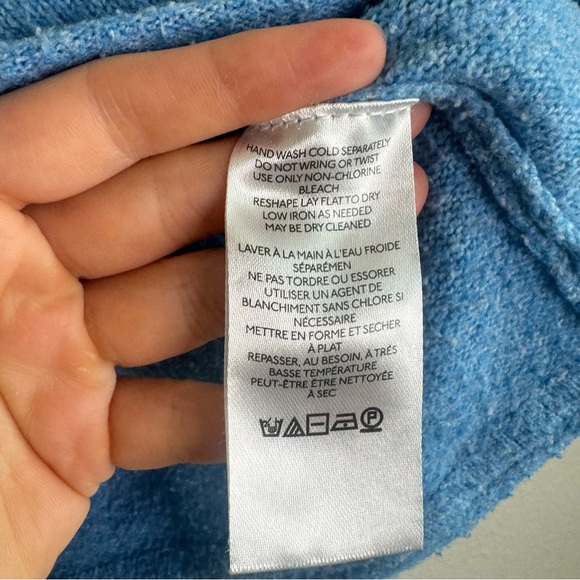 HAND WASH COLD SEPARATELY
DO NOT WRING OR TWIST
USE ONLY NON-CHLORINE
BLEACH
RESHAPE LAY FLAT TO DRY
LOW IRON AS NEEDED
MAY BE DRY CLEANED
LAVER À LA MAIN À L'EAU FROIDE
SÉPARÉMEN
NE PAS TORDRE OU ESSORER
UTILISER UN AGENT DE
BLANCHIMENT SANS CHLORE SI
NÉCESSAIRE
METTRE EN FORME ET SECHER
À PLAT
REPASSER, AU BESOIN. À TRÉS
BASSE TEMPÉRATURE
PEUT-ÊTRE ÊTRE NETTOYÉE
À SEC
P